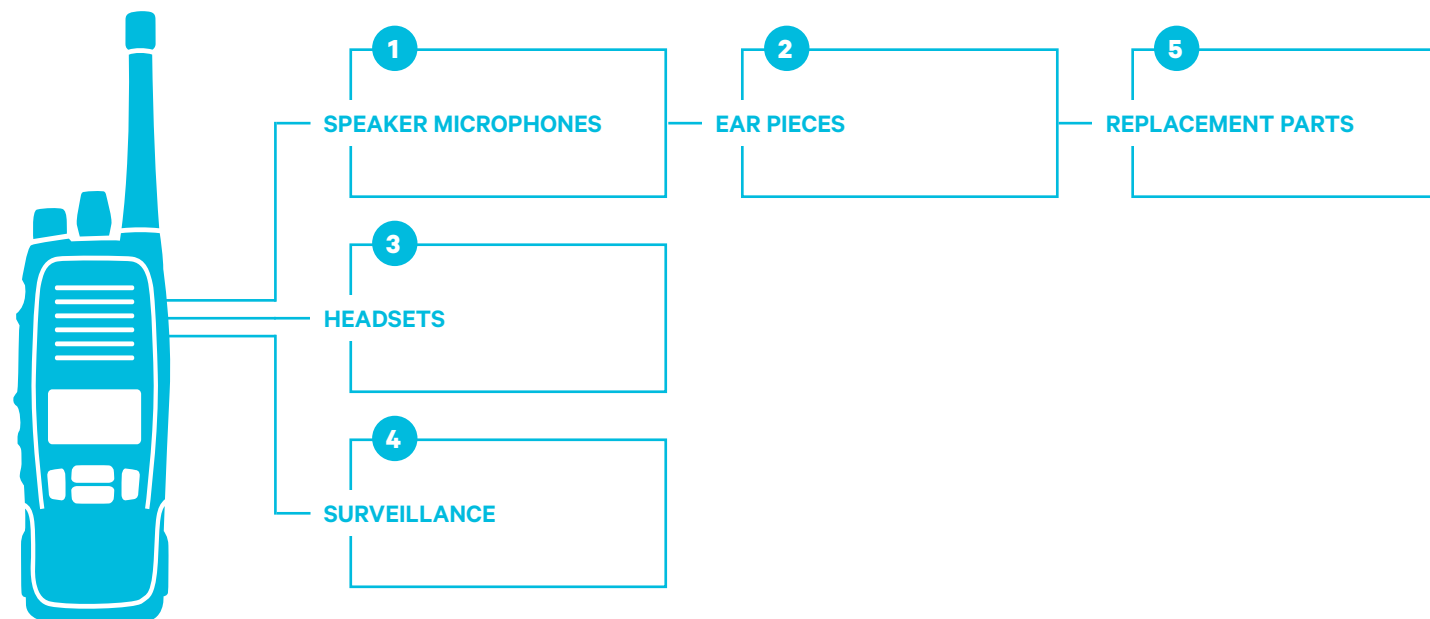 1
SPEAKER MICROPHONES
2
EAR PIECES
5
REPLACEMENT PARTS
3
HEADSETS
4
SURVEILLANCE